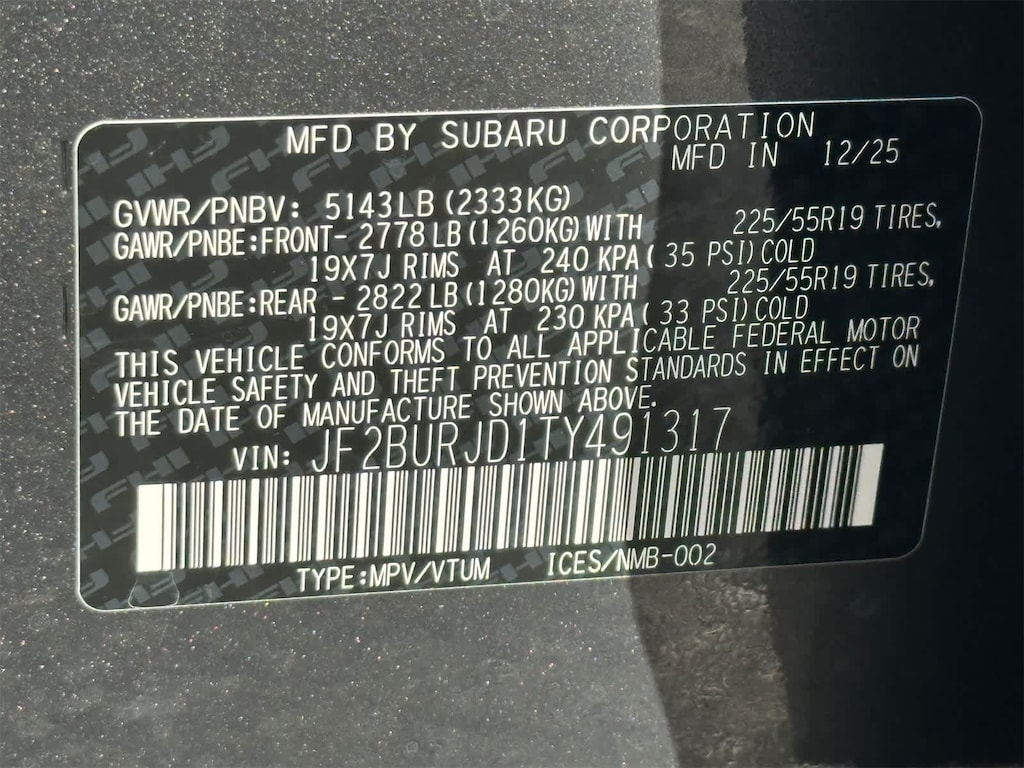 MFD BY SUBARU CORPORATION
MFD IN 12/25
GVWR/PNBV: 5143LB (2333KG)
GAWR/PNBE:FRONT- 2778 LB (1260KG) WITH 225/55R19 TIRES,
19X7J RIMS AT 240 KPA ( 35 PSI) COLD
GAWR/PNBE:REAR - 2822 LB (1280KG) WITH 225/55R19 TIRES,
19X7J RIMS AT 230 KPA ( 33 PSI) COLD
THIS VEHICLE CONFORMS TO ALL APPLICABLE FEDERAL MOTOR
VEHICLE SAFETY AND THEFT PREVENTION STANDARDS IN EFFECT ON
THE DATE OF MANUFACTURE SHOWN ABOVE.
VIN: JF2BURJD1TY491317
TYPE:MPV/VTUM ICES/NMB-002